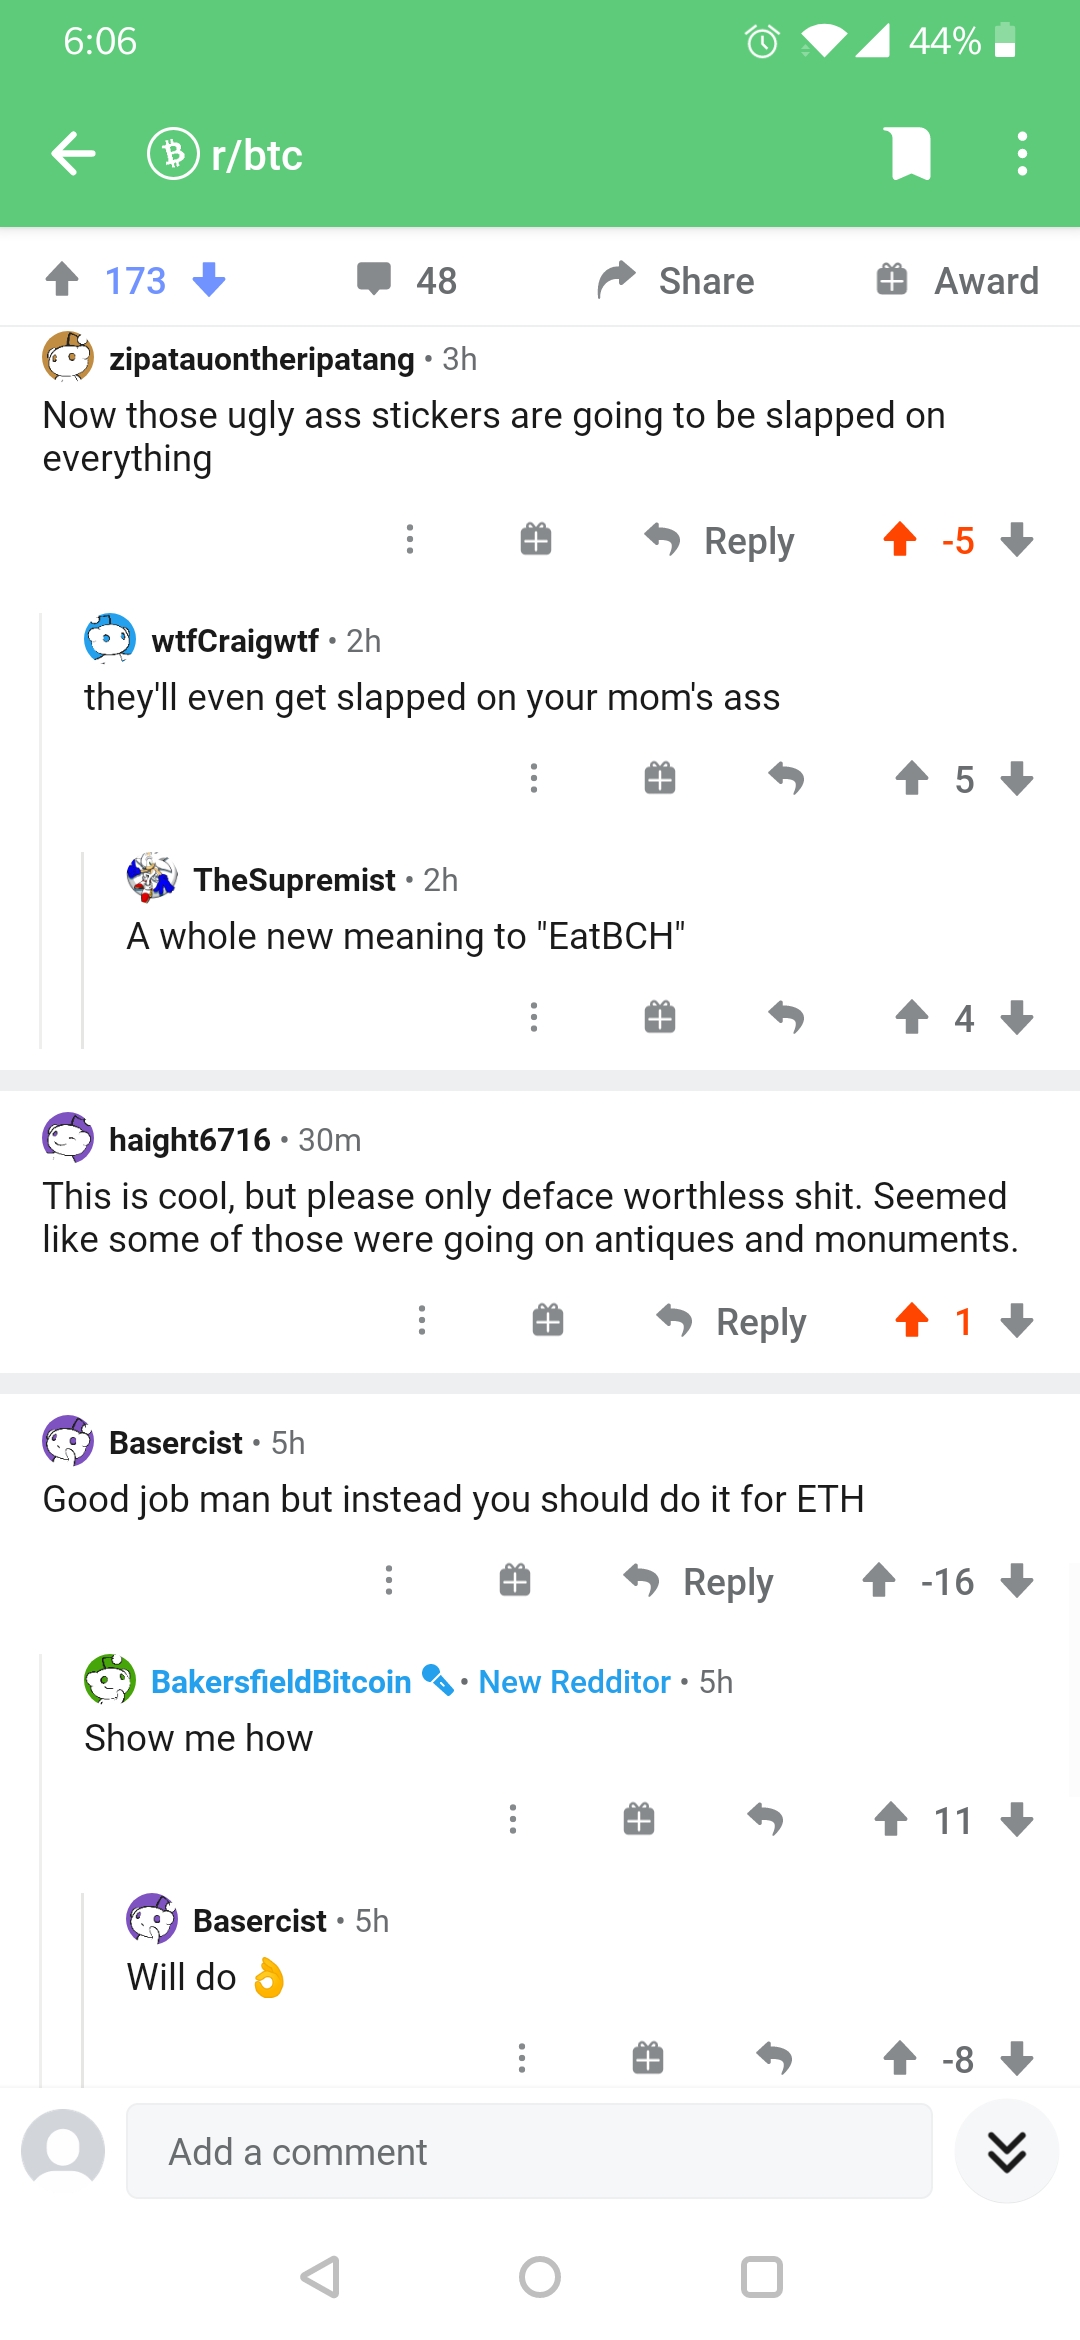 6:06
44%
r/btc
173
48
Share
Award
zipatauontheripatang • 3h
Now those ugly ass stickers are going to be slapped on
everything
Reply
-5
wtfCraigwtf • 2h
they'll even get slapped on your mom's ass
5
TheSupremist • 2h
A whole new meaning to "EatBCH"
4
haight6716 • 30m
This is cool, but please only deface worthless shit. Seemed
like some of those were going on antiques and monuments.
Reply
1
Basercist • 5h
Good job man but instead you should do it for ETH
Reply
-16
BakersfieldBitcoin • New Redditor • 5h
Show me how
11
Basercist • 5h
Will do 👌
-8
Add a comment